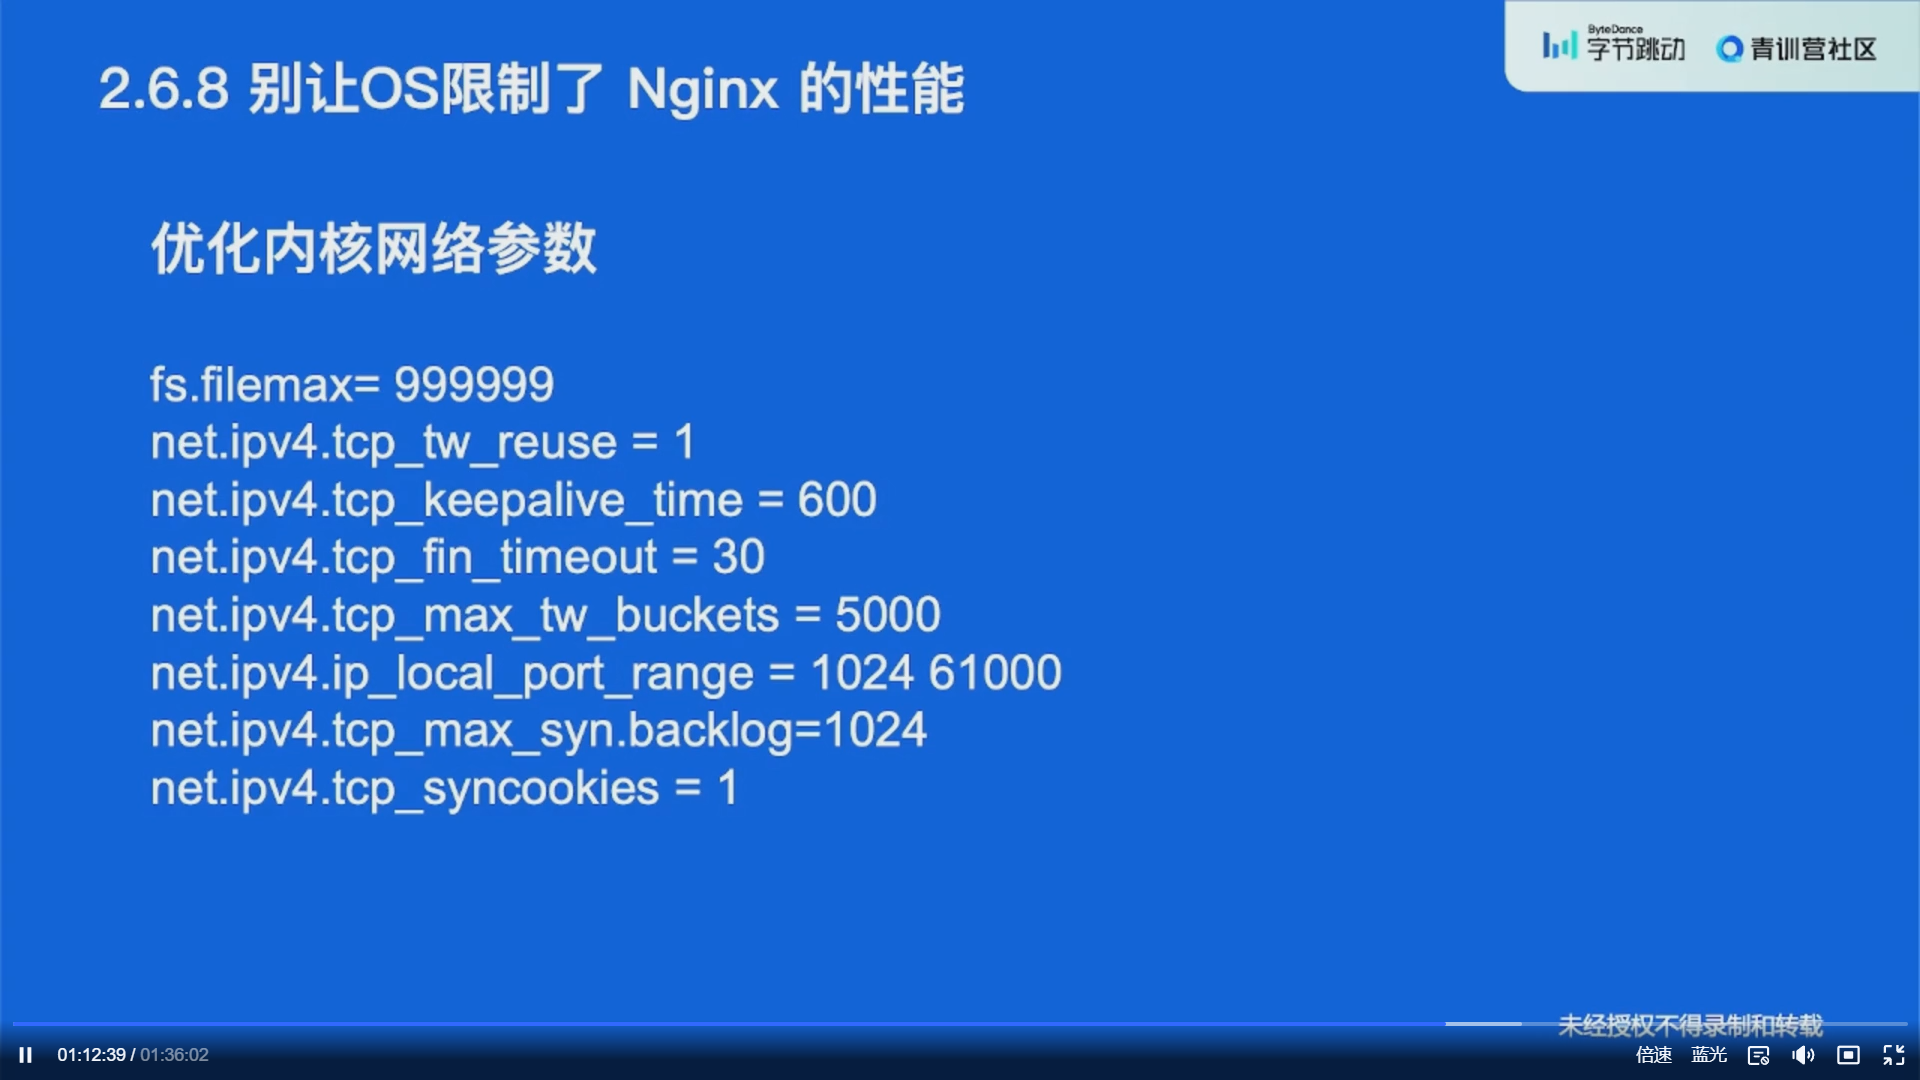 ByteDance
字节跳动
青训营社区
2.6.8 别让OS限制了 Nginx 的性能
优化内核网络参数
fs.filemax= 999999
net.ipv4.tcp_tw_reuse = 1
net.ipv4.tcp_keepalive_time = 600
net.ipv4.tcp_fin_timeout = 30
net.ipv4.tcp_max_tw_buckets = 5000
net.ipv4.ip_local_port_range = 1024 61000
net.ipv4.tcp_max_syn.backlog=1024
net.ipv4.tcp_syncookies = 1
未经授权不得录制和转载
01:12:39 / 01:36:02
倍速 蓝光